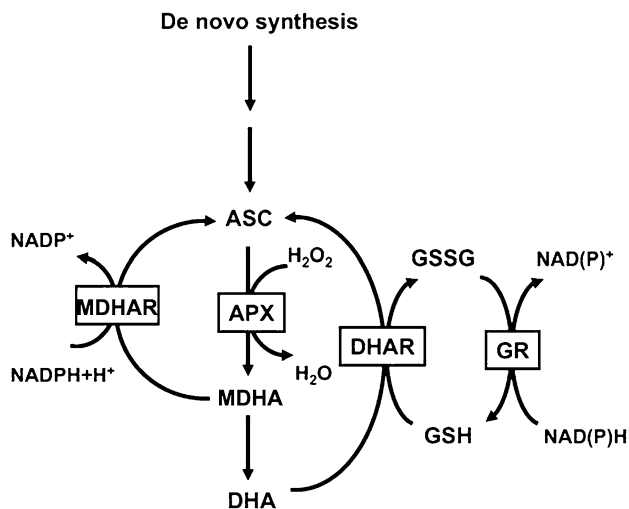 De novo synthesis
ASC
NADP⁺
H₂O₂
GSSG
NAD(P)⁺
MDHAR
APX
DHAR
GR
NADPH+H⁺
H₂O
MDHA
GSH
NAD(P)H
DHA